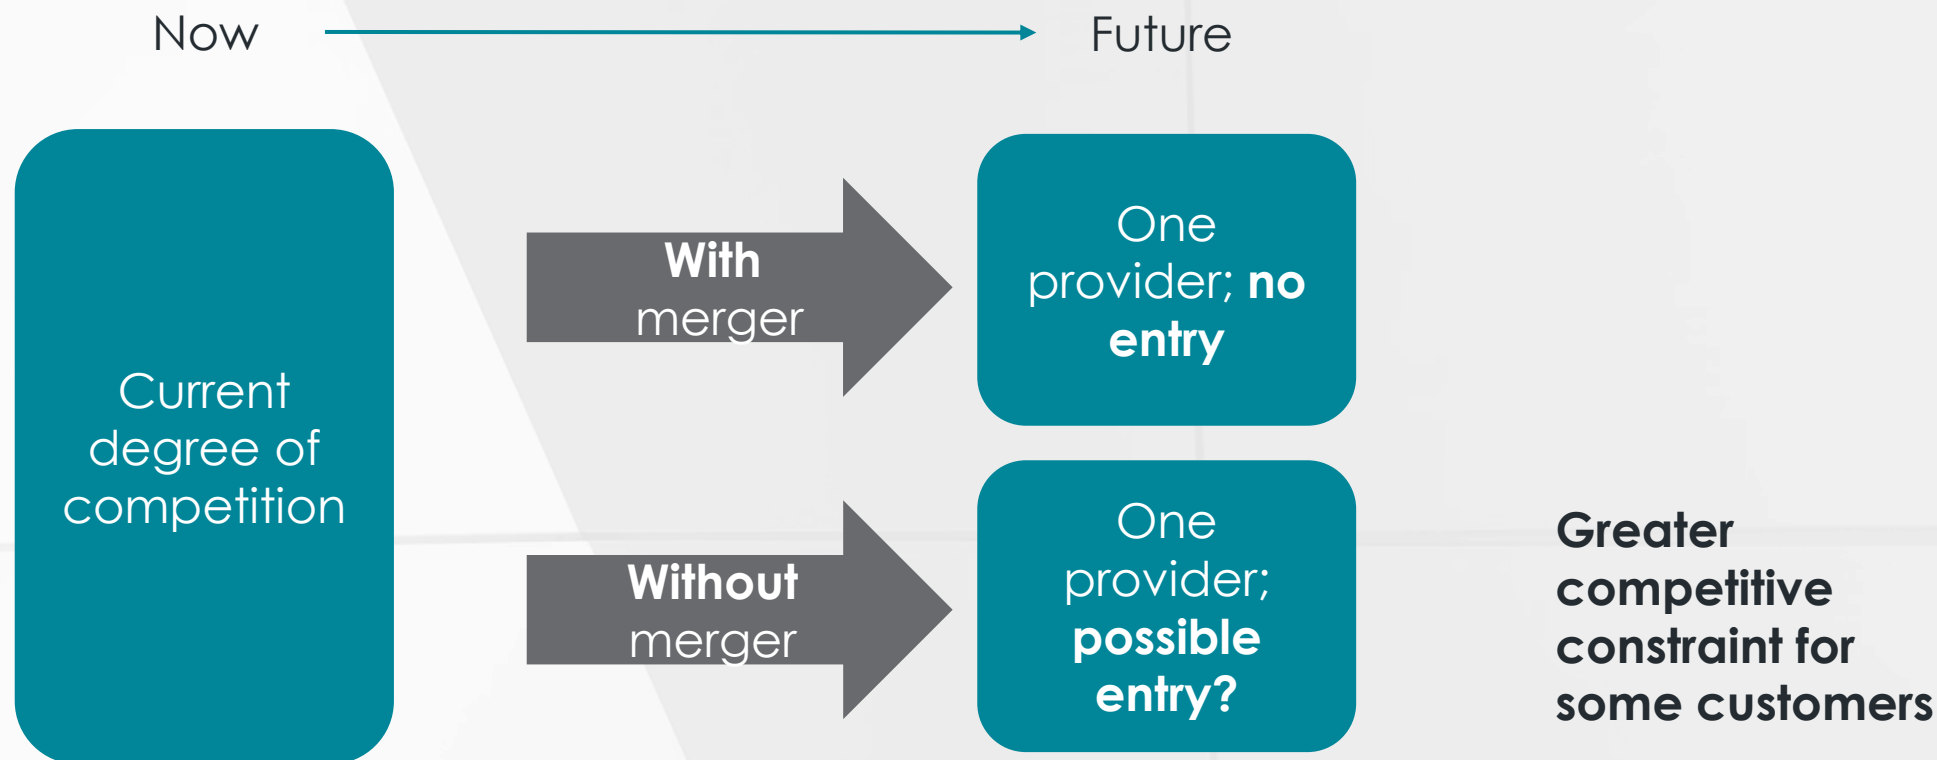 Now
Future
Current
degree of
competition
With
merger
One
provider; no
entry
Without
merger
One
provider;
possible
entry?
Greater
competitive
constraint for
some customers